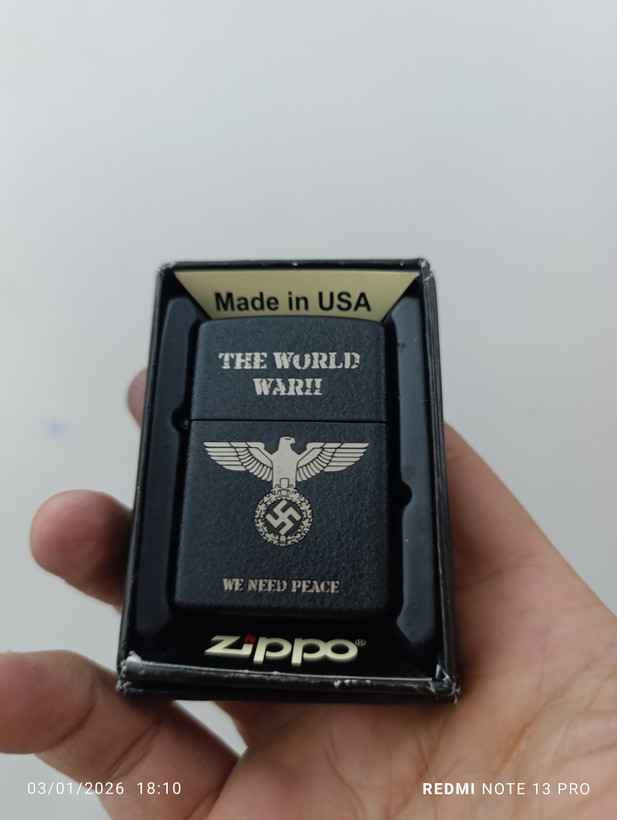 Made in USA
THE WORLD
WAR!!
WE NEED PEACE
zippo®
03/01/2026 18:10
REDMI NOTE 13 PRO